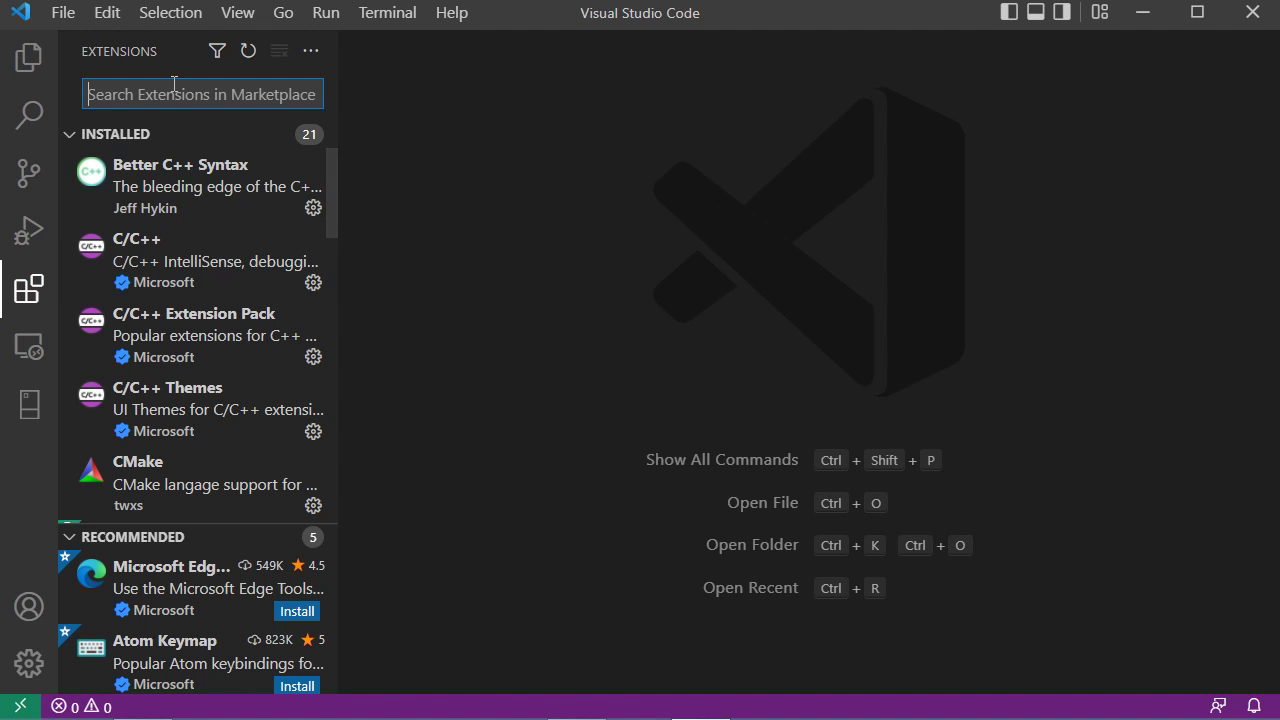 File Edit Selection View Go Run Terminal Help Visual Studio Code
EXTENSIONS
Search Extensions in Marketplace
INSTALLED 21
Better C++ Syntax
The bleeding edge of the C+...
Jeff Hykin
C/C++
C/C++ IntelliSense, debuggi...
Microsoft
C/C++ Extension Pack
Popular extensions for C++ ...
Microsoft
C/C++ Themes
UI Themes for C/C++ extensi...
Microsoft
CMake
CMake langage support for ...
twxs
RECOMMENDED 5
Microsoft Edg... 549K 4.5
Use the Microsoft Edge Tools...
Microsoft Install
Atom Keymap 823K 5
Popular Atom keybindings fo...
Microsoft Install
Show All Commands Ctrl + Shift + P
Open File Ctrl + O
Open Folder Ctrl + K Ctrl + O
Open Recent Ctrl + R
0 0